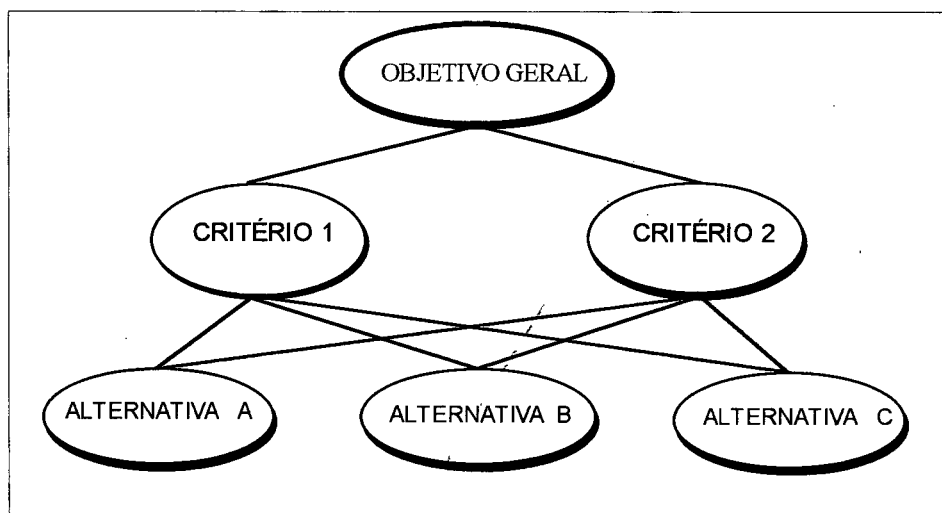 OBJETIVO GERAL
CRITÉRIO 1
CRITÉRIO 2
ALTERNATIVA A
ALTERNATIVA B
ALTERNATIVA C